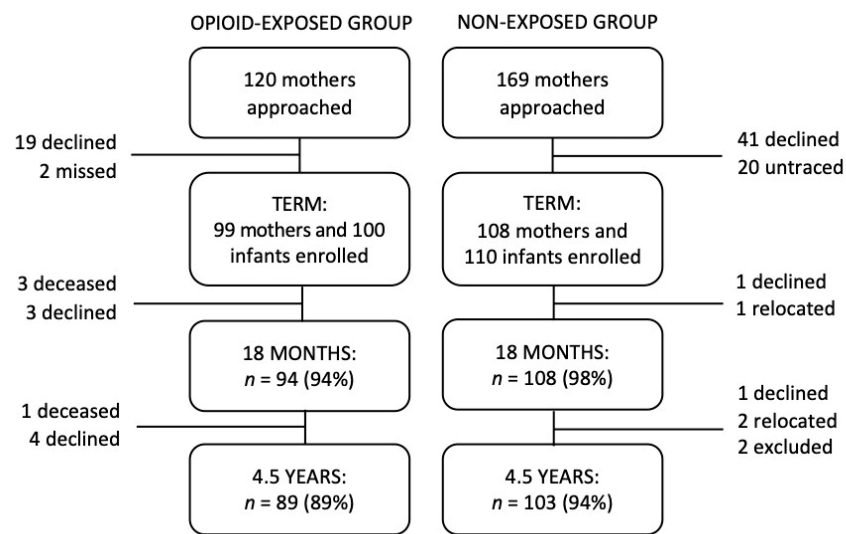 OPIOID-EXPOSED GROUP
NON-EXPOSED GROUP
120 mothers
approached
169 mothers
approached
19 declined
2 missed
41 declined
20 untraced
TERM:
99 mothers and 100
infants enrolled
TERM:
108 mothers and
110 infants enrolled
3 deceased
3 declined
1 declined
1 relocated
18 MONTHS:
n = 94 (94%)
18 MONTHS:
n = 108 (98%)
1 deceased
4 declined
1 declined
2 relocated
2 excluded
4.5 YEARS:
n = 89 (89%)
4.5 YEARS:
n = 103 (94%)